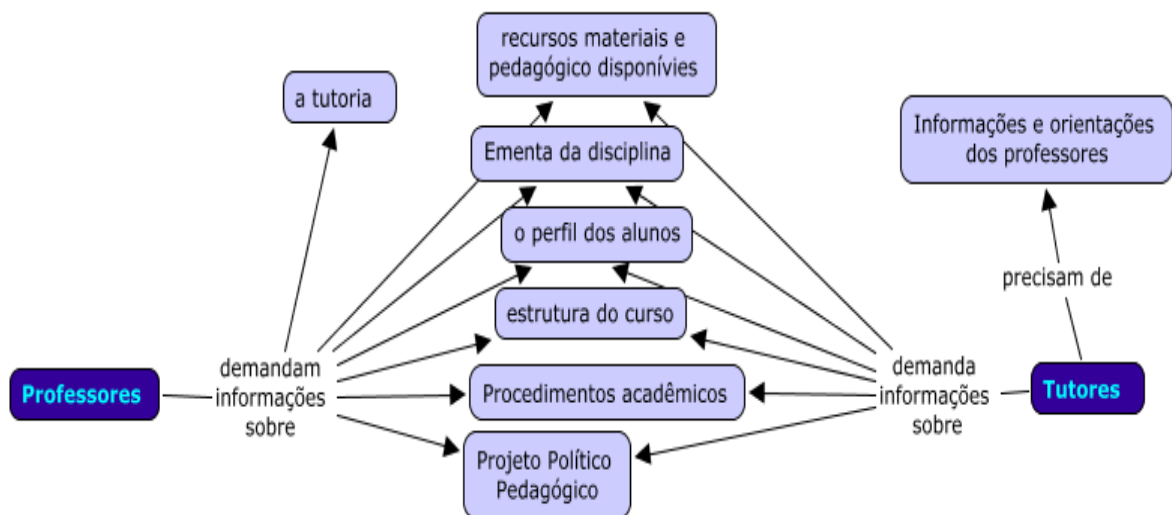 recursos materiais e
pedagógico disponívies
a tutoria
Informações e orientações
dos professores
Ementa da disciplina
o perfil dos alunos
precisam de
estrutura do curso
demandam
informações
sobre
demanda
informações
sobre
Professores
Procedimentos acadêmicos
Tutores
Projeto Político
Pedagógico